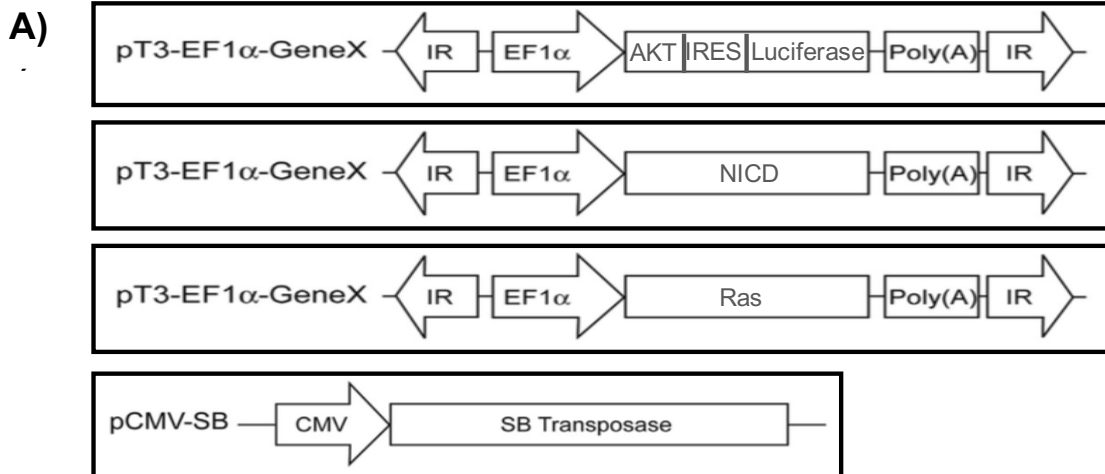 A)
pT3-EF1α-GeneX IR EF1α AKT IRES Luciferase Poly(A) IR
pT3-EF1α-GeneX IR EF1α NICD Poly(A) IR
pT3-EF1α-GeneX IR EF1α Ras Poly(A) IR
pCMV-SB CMV SB Transposase